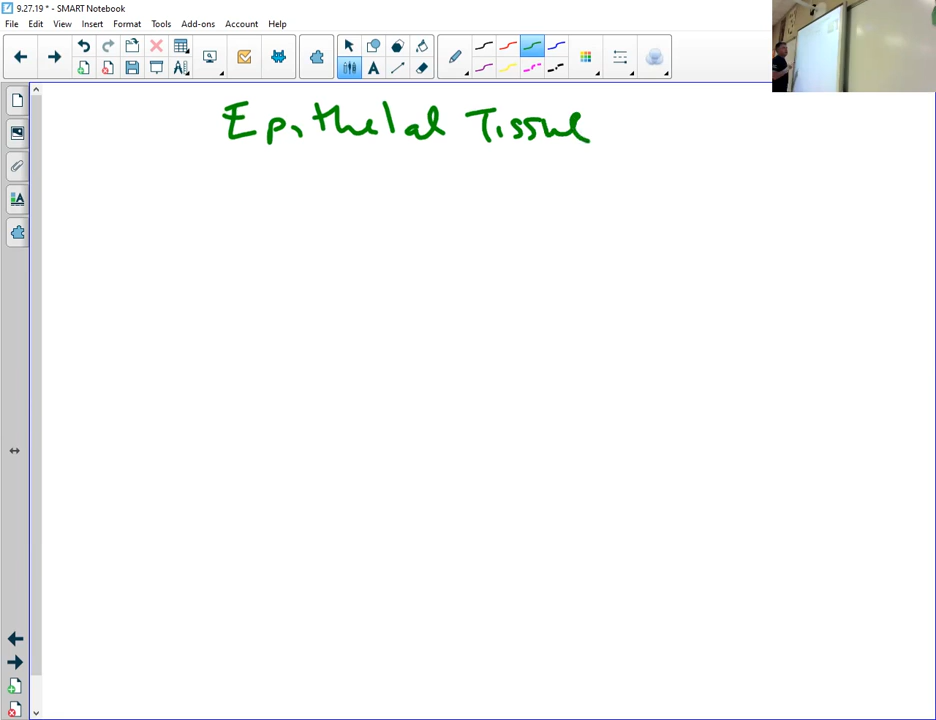 9.27.19 * - SMART Notebook
File Edit View Insert Format Tools Add-ons Account Help
Epithelal Tissue